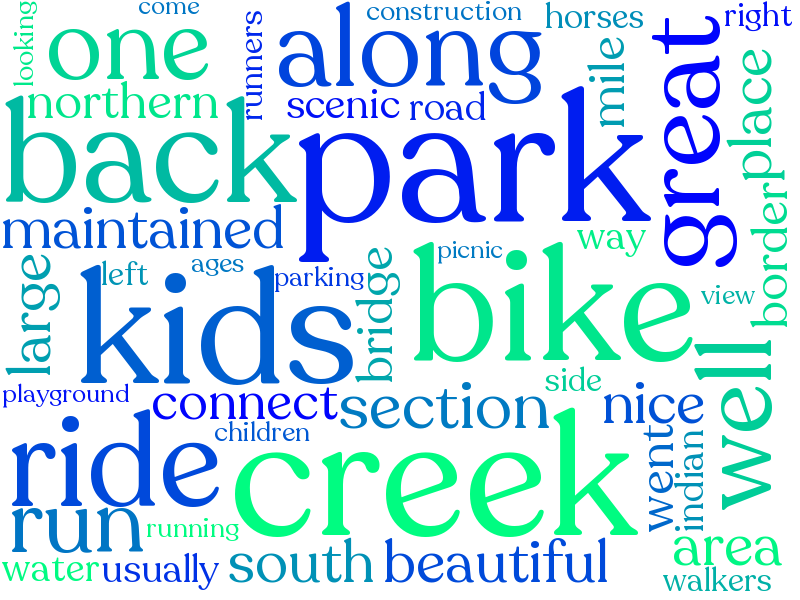 come
construction
horses
right
looking
one
runners
along
mile
great
northern
scenic
road
place
back
park
maintained
way
border
large
left
ages
parking
bridge
picnic
bike
view
kids
playground
connect
section
side
nice
well
ride
children
creek
went
indian
run
running
area
water
usually
south
beautiful
walkers